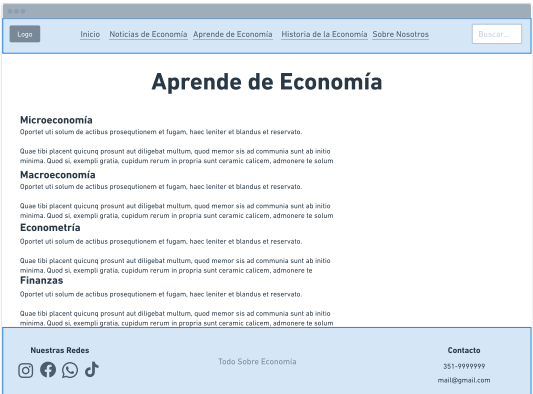 Logo
Inicio Noticias de Economía Aprende de Economía Historia de la Economía Sobre Nosotros
Buscar...
Aprende de Economía
Microeconomía
Oportet uti solum de actibus prosequtionem et fugam, haec leniter et blandus et reservato.
Quae tibi placent quicunq prosunt aut diligebat multum, quod memor sis ad communia sunt ab initio
minima. Quod si, exempli gratia, cupidum rerum in propria sunt ceramic calicem, admonere te solum
Macroeconomía
Oportet uti solum de actibus prosequtionem et fugam, haec leniter et blandus et reservato.
Quae tibi placent quicunq prosunt aut diligebat multum, quod memor sis ad communia sunt ab initio
minima. Quod si, exempli gratia, cupidum rerum in propria sunt ceramic calicem, admonere te solum
Econometría
Oportet uti solum de actibus prosequtionem et fugam, haec leniter et blandus et reservato.
Quae tibi placent quicunq prosunt aut diligebat multum, quod memor sis ad communia sunt ab initio
minima. Quod si, exempli gratia, cupidum rerum in propria sunt ceramic calicem, admonere te
Finanzas
Oportet uti solum de actibus prosequtionem et fugam, haec leniter et blandus et reservato.
Quae tibi placent quicunq prosunt aut diligebat multum, quod memor sis ad communia sunt ab initio
minima. Quod si, exempli gratia, cupidum rerum in propria sunt ceramic calicem, admonere te solum
Nuestras Redes
Todo Sobre Economía
Contacto
351-9999999
mail@gmail.com